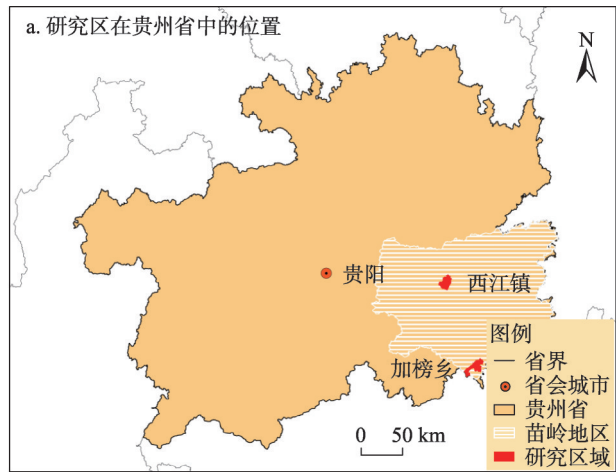 a. 研究区在贵州省中的位置
N
贵阳
西江镇
加榜乡
图例
省界
省会城市
贵州省
苗岭地区
研究区域
0 50 km